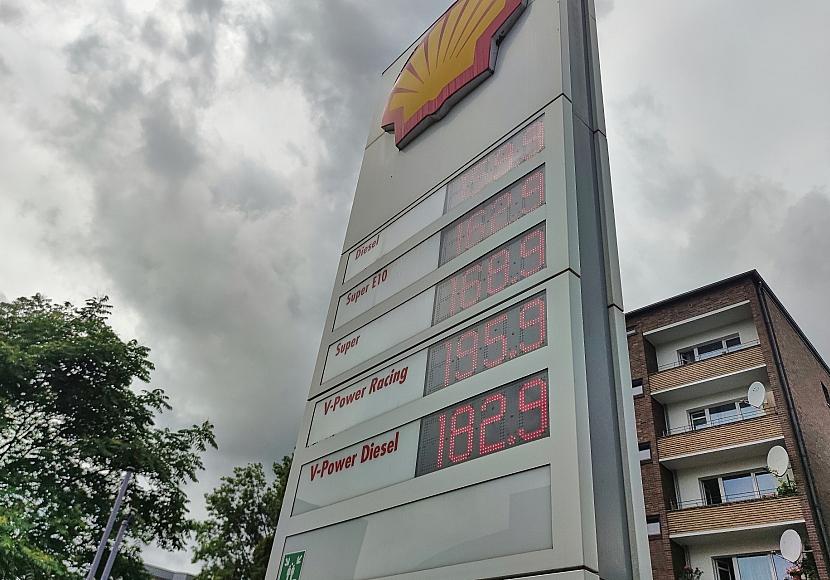 Diesel
Super E10 162.9
Super 168.9
V-Power Racing 195.9
V-Power Diesel 182.9